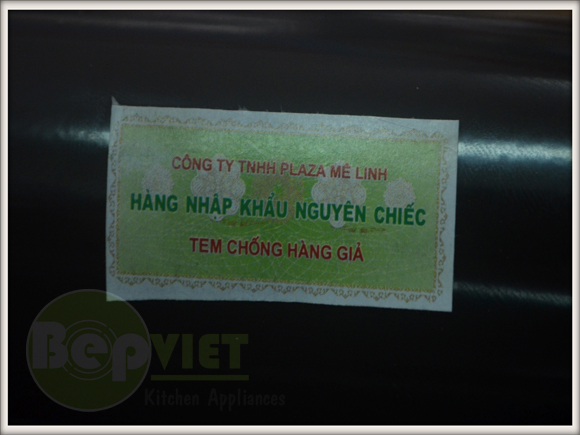 CÔNG TY TNHH PLAZA MÊ LINH
HÀNG NHẬP KHẨU NGUYÊN CHIẾC
TEM CHỐNG HÀNG GIẢ
BepVIET
Kitchen Appliances